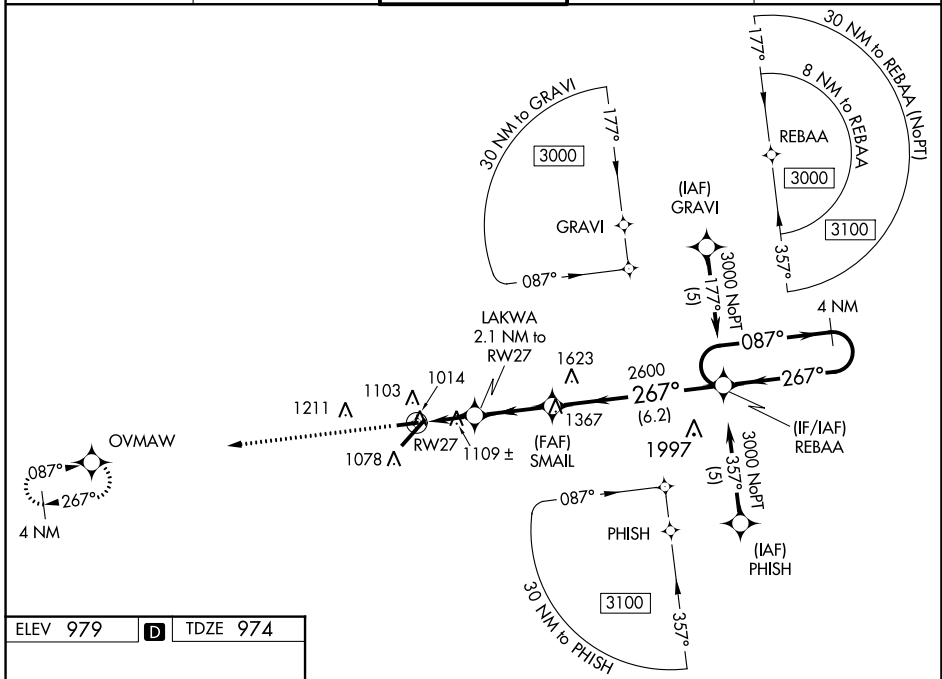 30 NM to REBAA (NoPT)
177°
8 NM to REBAA
REBAA
3000
3100
357°
30 NM to GRAVI
177°
3000
GRAVI
087°
(IAF)
GRAVI
3000 NoPT
177°
(5)
4 NM
087°
267°
LAKWA
2.1 NM to
RW27
1623
2600
267°
(6.2)
1367
1103
1014
1211
1078
RW27
1109 ±
(FAF)
SMAIL
1997
(IF/IAF)
REBAA
OVMAW
087°
267°
4 NM
3000 NoPT
357°
(5)
(IAF)
PHISH
087°
PHISH
3100
357°
30 NM to PHISH
ELEV 979 D TDZE 974